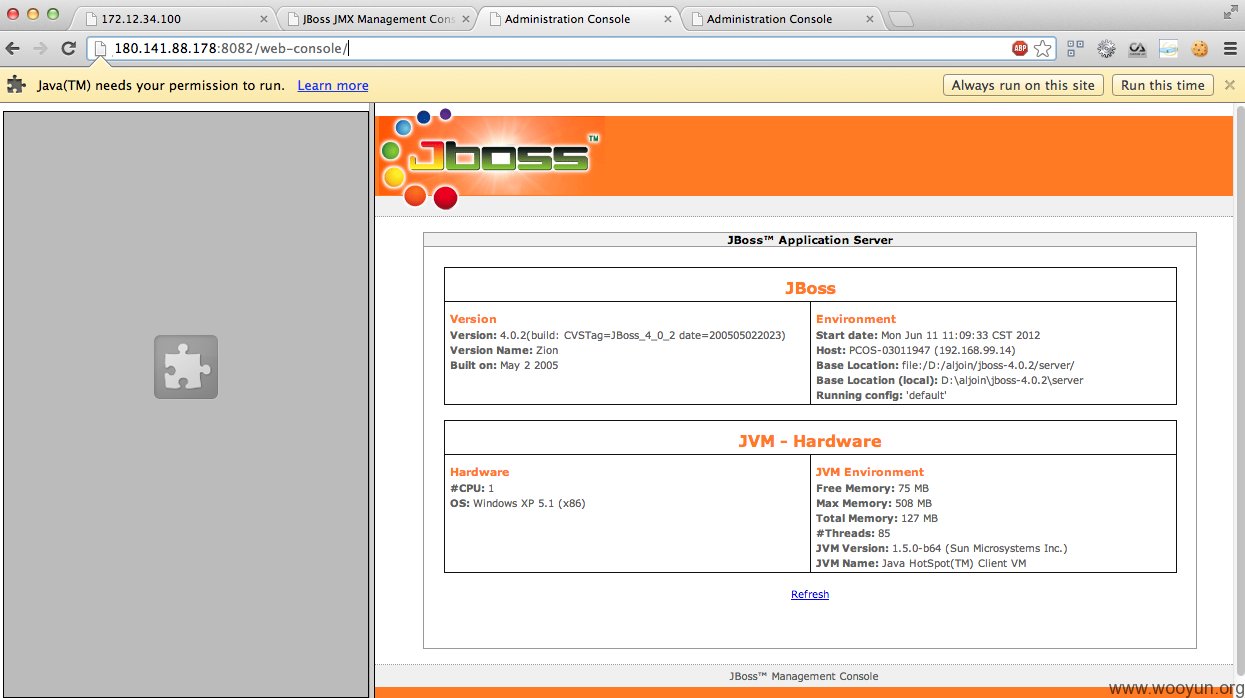 172.12.34.100
JBoss JMX Management Cons
Administration Console
Administration Console
180.141.88.178:8082/web-console/
ABP
Java(TM) needs your permission to run. Learn more
Always run on this site
Run this time
Jboss™
JBoss™ Application Server
JBoss
Version
Version: 4.0.2(build: CVSTag=JBoss_4_0_2 date=200505022023)
Version Name: Zion
Built on: May 2 2005
Environment
Start date: Mon Jun 11 11:09:33 CST 2012
Host: PCOS-03011947 (192.168.99.14)
Base Location: file:/D:/aljoin/jboss-4.0.2/server/
Base Location (local): D:\aljoin\jboss-4.0.2\server
Running config: 'default'
JVM - Hardware
Hardware
#CPU: 1
OS: Windows XP 5.1 (x86)
JVM Environment
Free Memory: 75 MB
Max Memory: 508 MB
Total Memory: 127 MB
#Threads: 85
JVM Version: 1.5.0-b64 (Sun Microsystems Inc.)
JVM Name: Java HotSpot(TM) Client VM
Refresh
JBoss™ Management Console
www.wooyun.org